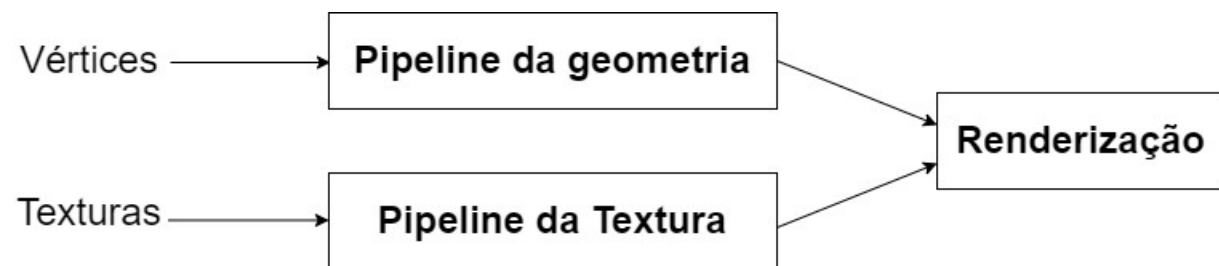 Vértices
Pipeline da geometria
Renderização
Texturas
Pipeline da Textura